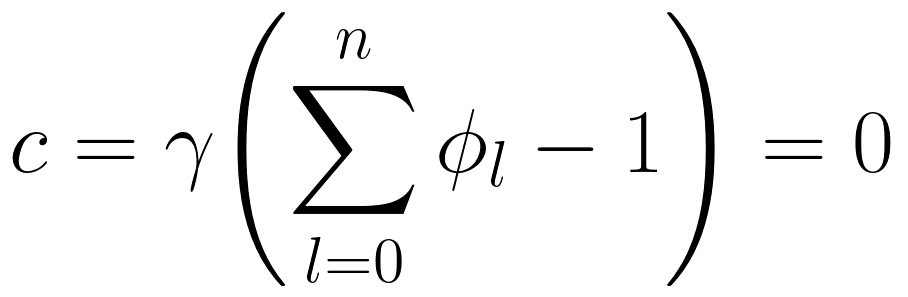 c = γ(∑_{l=0}^{n} ϕ_l − 1) = 0